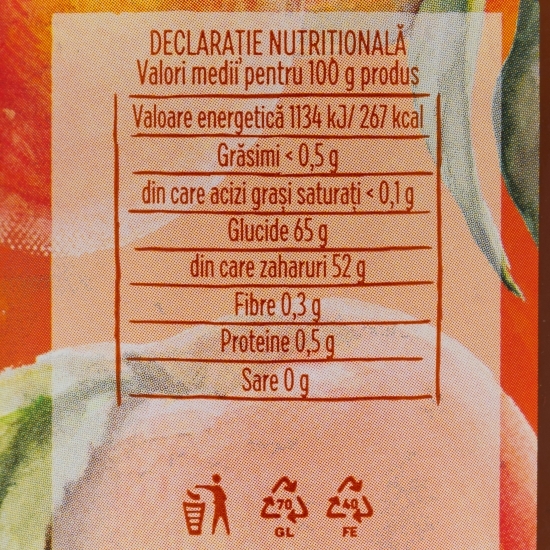 DECLARAȚIE NUTRIȚIONALĂ
Valori medii pentru 100 g produs
Valoare energetică 1134 kJ/ 267 kcal
Grăsimi < 0,5 g
din care acizi grași saturați < 0,1 g
Glucide 65 g
din care zaharuri 52 g
Fibre 0,3 g
Proteine 0,5 g
Sare 0 g
70 40
GL FE